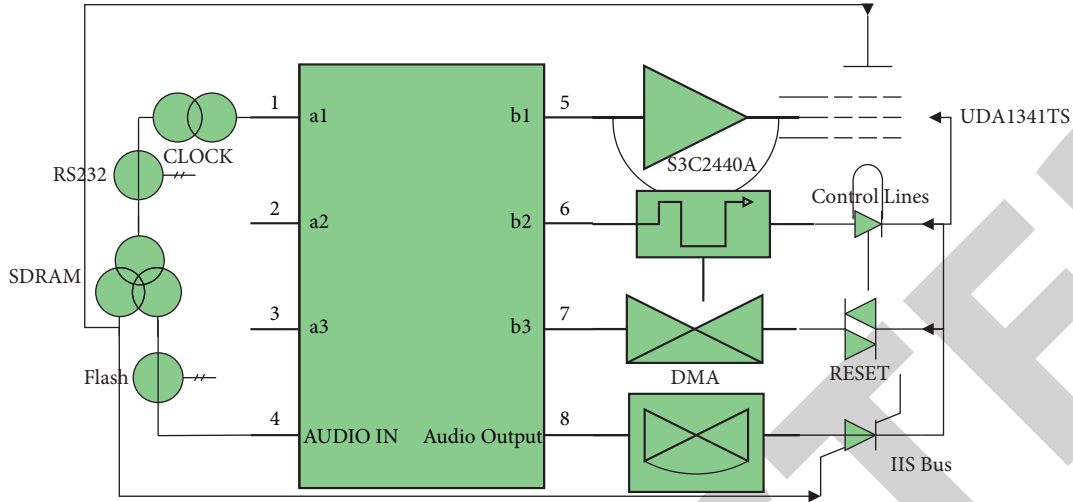 1
a1
b1
5
UDA1341TS
CLOCK
S3C2440A
RS232
Control Lines
2
a2
b2
6
SDRAM
3
a3
b3
7
Flash
DMA
RESET
4
AUDIO IN
Audio Output
8
IIS Bus